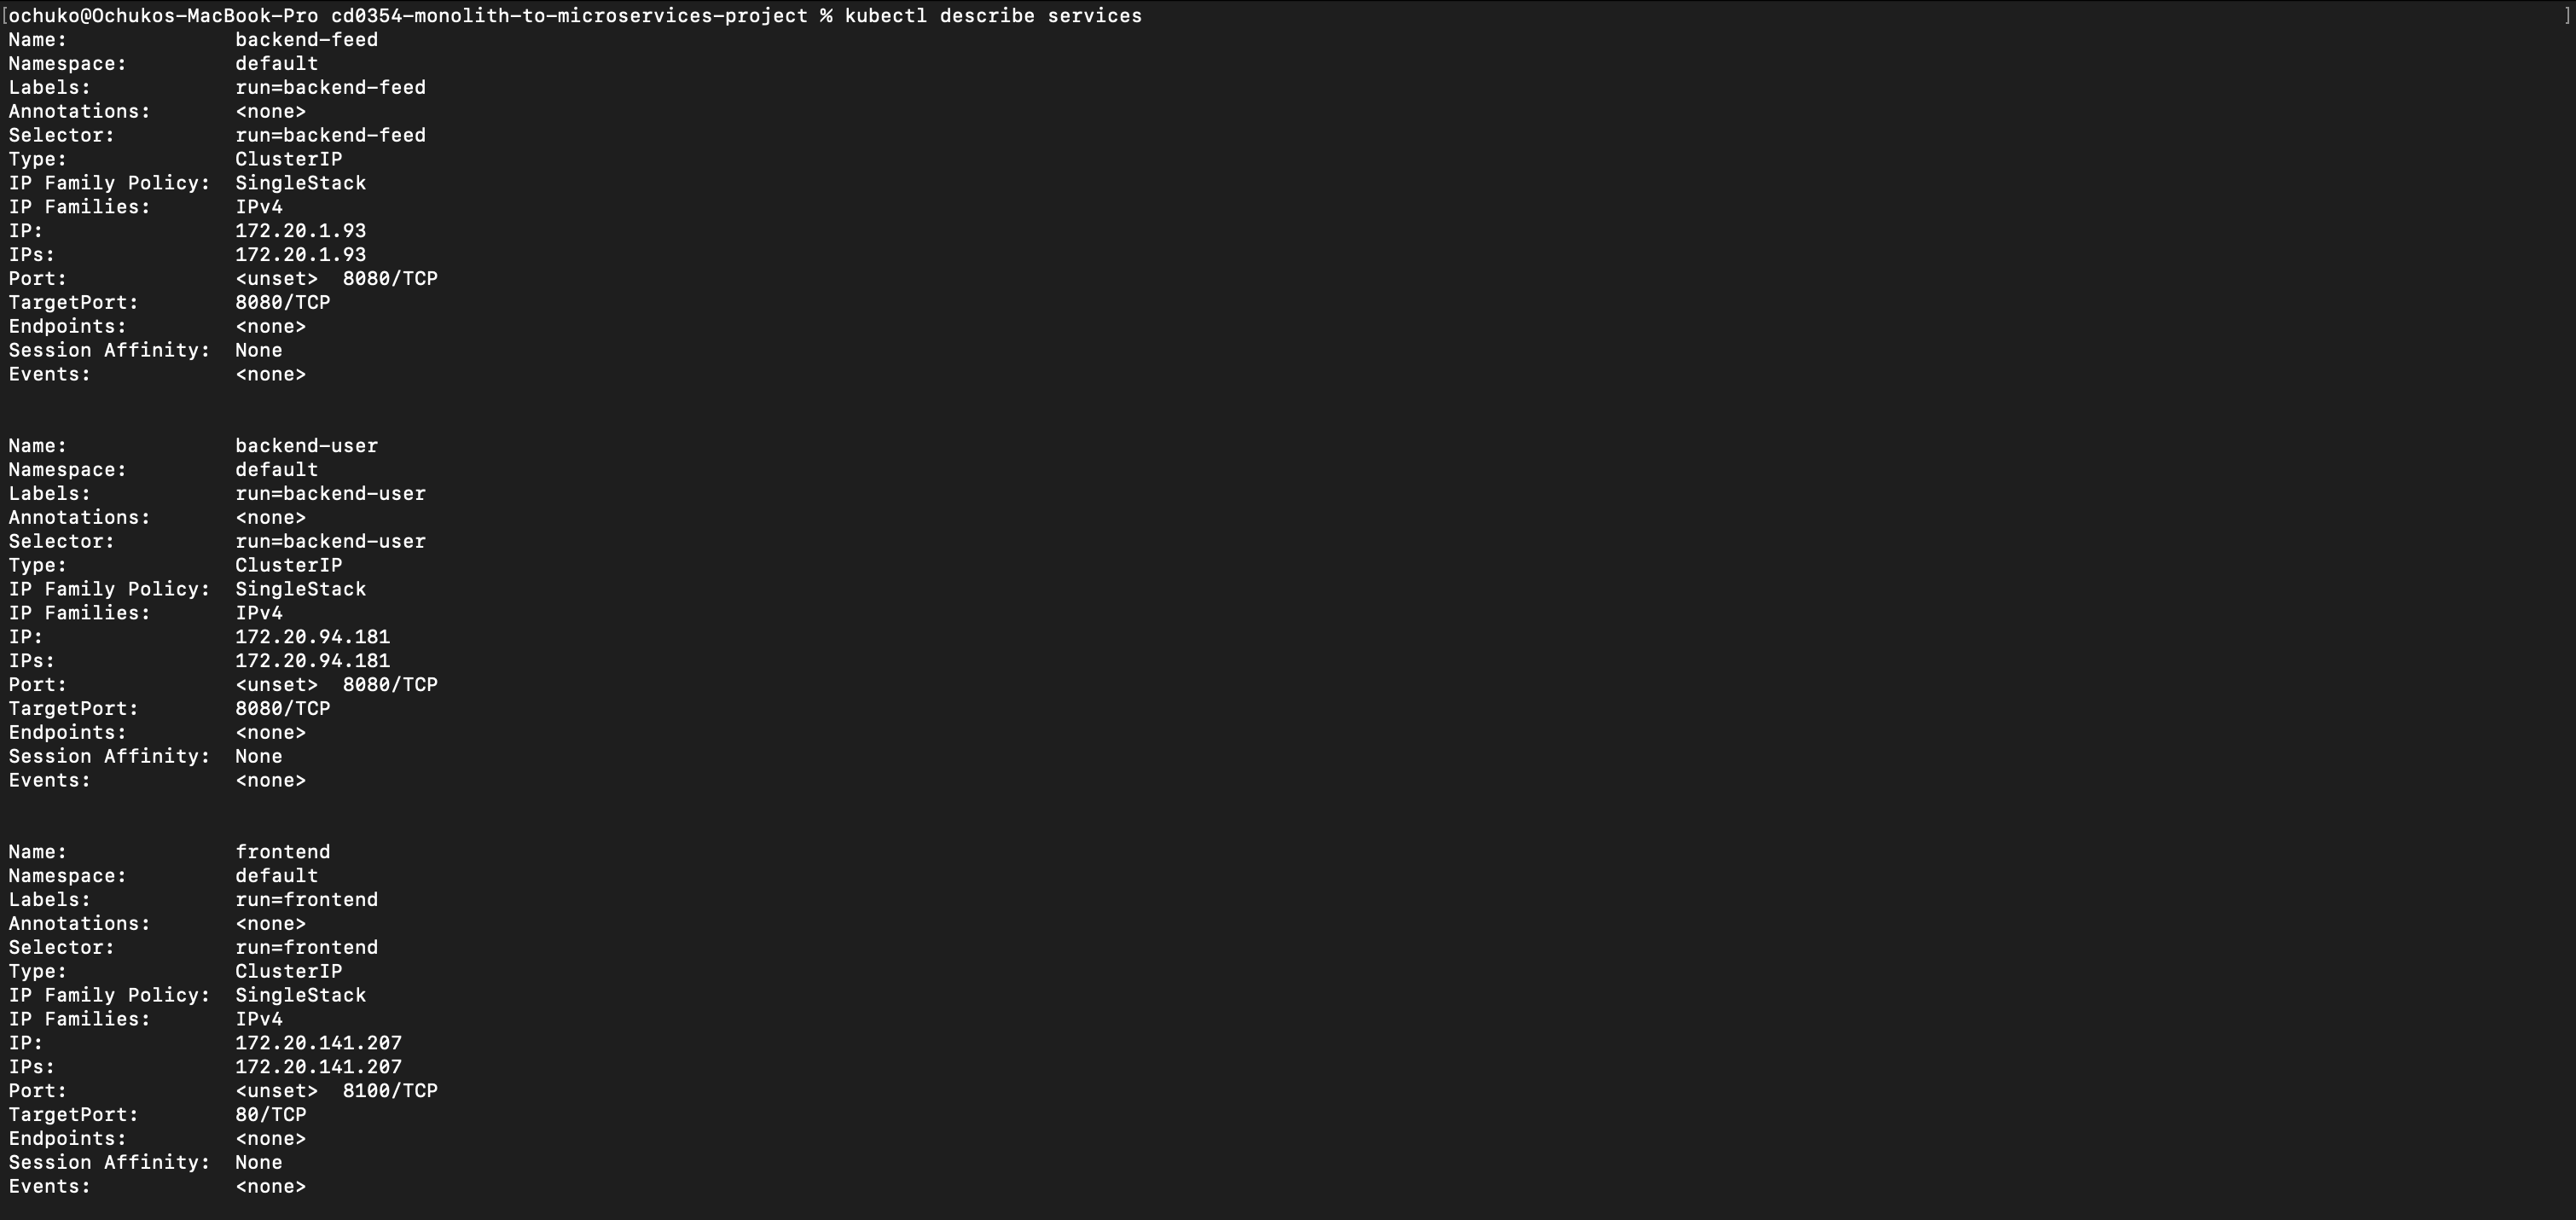 [ochuko@Ochukos-MacBook-Pro cd0354-monolith-to-microservices-project % kubectl describe services ]
Name:              backend-feed
Namespace:         default
Labels:            run=backend-feed
Annotations:       <none>
Selector:          run=backend-feed
Type:              ClusterIP
IP Family Policy:  SingleStack
IP Families:       IPv4
IP:                172.20.1.93
IPs:               172.20.1.93
Port:              <unset>  8080/TCP
TargetPort:        8080/TCP
Endpoints:         <none>
Session Affinity:  None
Events:            <none>
Name:              backend-user
Namespace:         default
Labels:            run=backend-user
Annotations:       <none>
Selector:          run=backend-user
Type:              ClusterIP
IP Family Policy:  SingleStack
IP Families:       IPv4
IP:                172.20.94.181
IPs:               172.20.94.181
Port:              <unset>  8080/TCP
TargetPort:        8080/TCP
Endpoints:         <none>
Session Affinity:  None
Events:            <none>
Name:              frontend
Namespace:         default
Labels:            run=frontend
Annotations:       <none>
Selector:          run=frontend
Type:              ClusterIP
IP Family Policy:  SingleStack
IP Families:       IPv4
IP:                172.20.141.207
IPs:               172.20.141.207
Port:              <unset>  8100/TCP
TargetPort:        80/TCP
Endpoints:         <none>
Session Affinity:  None
Events:            <none>